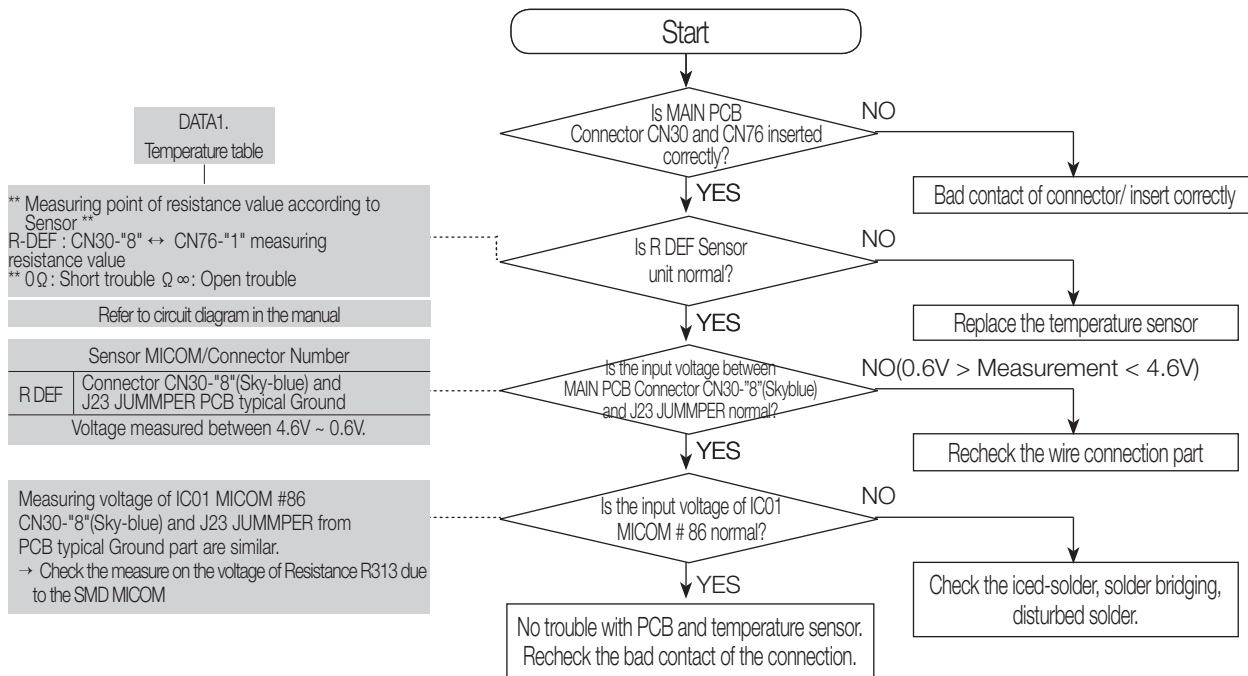 Start
Is MAIN PCB
Connector CN30 and CN76 inserted
correctly?
NO
Bad contact of connector/ insert correctly
YES
DATA1.
Temperature table
** Measuring point of resistance value according to
Sensor **
R-DEF : CN30-"8" ↔ CN76-"1" measuring
resistance value
** 0Ω : Short trouble Ω ∞: Open trouble
Refer to circuit diagram in the manual
Is R DEF Sensor
unit normal?
NO
Replace the temperature sensor
YES
Sensor MICOM/Connector Number
R DEF
Connector CN30-"8"(Sky-blue) and
J23 JUMMPER PCB typical Ground
Voltage measured between 4.6V ~ 0.6V.
Is the input voltage between
MAIN PCB Connector CN30-"8"(Skyblue)
and J23 JUMMPER normal?
NO(0.6V > Measurement < 4.6V)
Recheck the wire connection part
YES
Measuring voltage of IC01 MICOM #86
CN30-"8"(Sky-blue) and J23 JUMMPER from
PCB typical Ground part are similar.
→ Check the measure on the voltage of Resistance R313 due
to the SMD MICOM
Is the input voltage of IC01
MICOM # 86 normal?
NO
Check the iced-solder, solder bridging,
disturbed solder.
YES
No trouble with PCB and temperature sensor.
Recheck the bad contact of the connection.